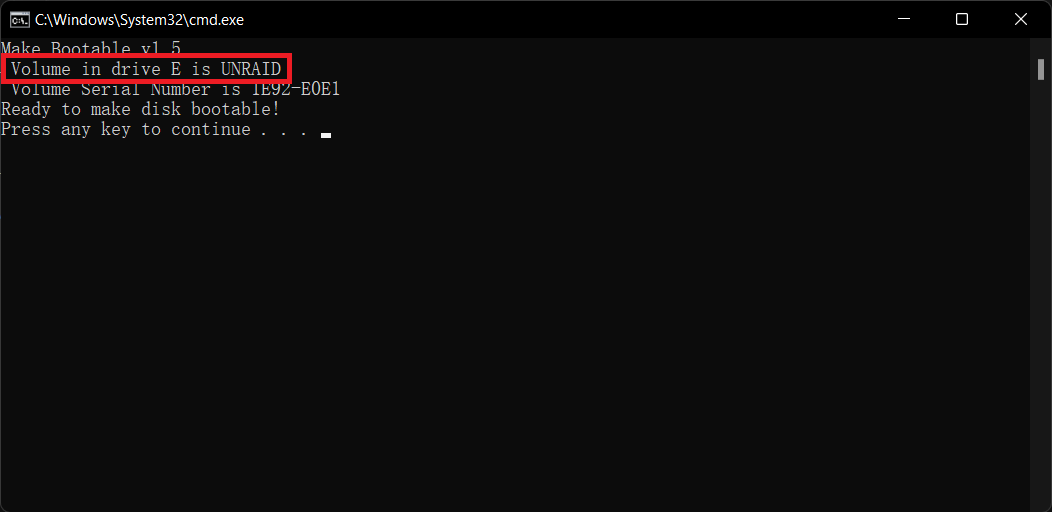 C:\Windows\System32\cmd.exe
Make Bootable v1.5
Volume in drive E is UNRAID
Volume Serial Number is 1E92-E0E1
Ready to make disk bootable!
Press any key to continue . . .